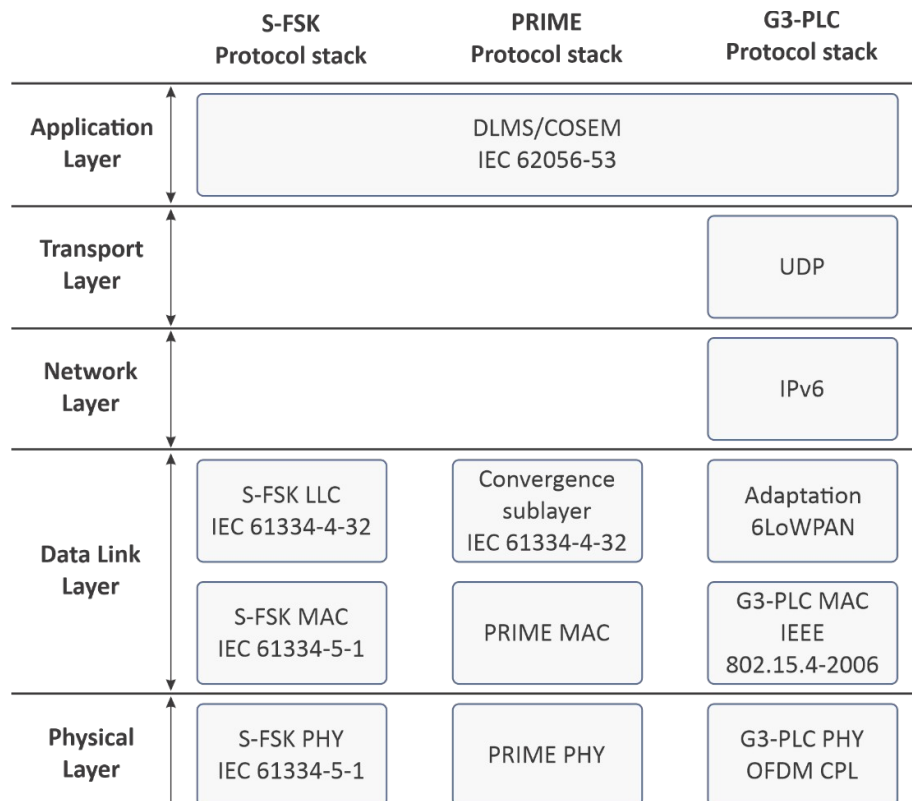 S-FSK
Protocol stack
PRIME
Protocol stack
G3-PLC
Protocol stack
Application
Layer
DLMS/COSEM
IEC 62056-53
Transport
Layer
UDP
Network
Layer
IPv6
Data Link
Layer
S-FSK LLC
IEC 61334-4-32
Convergence
sublayer
IEC 61334-4-32
Adaptation
6LoWPAN
S-FSK MAC
IEC 61334-5-1
PRIME MAC
G3-PLC MAC
IEEE
802.15.4-2006
Physical
Layer
S-FSK PHY
IEC 61334-5-1
PRIME PHY
G3-PLC PHY
OFDM CPL